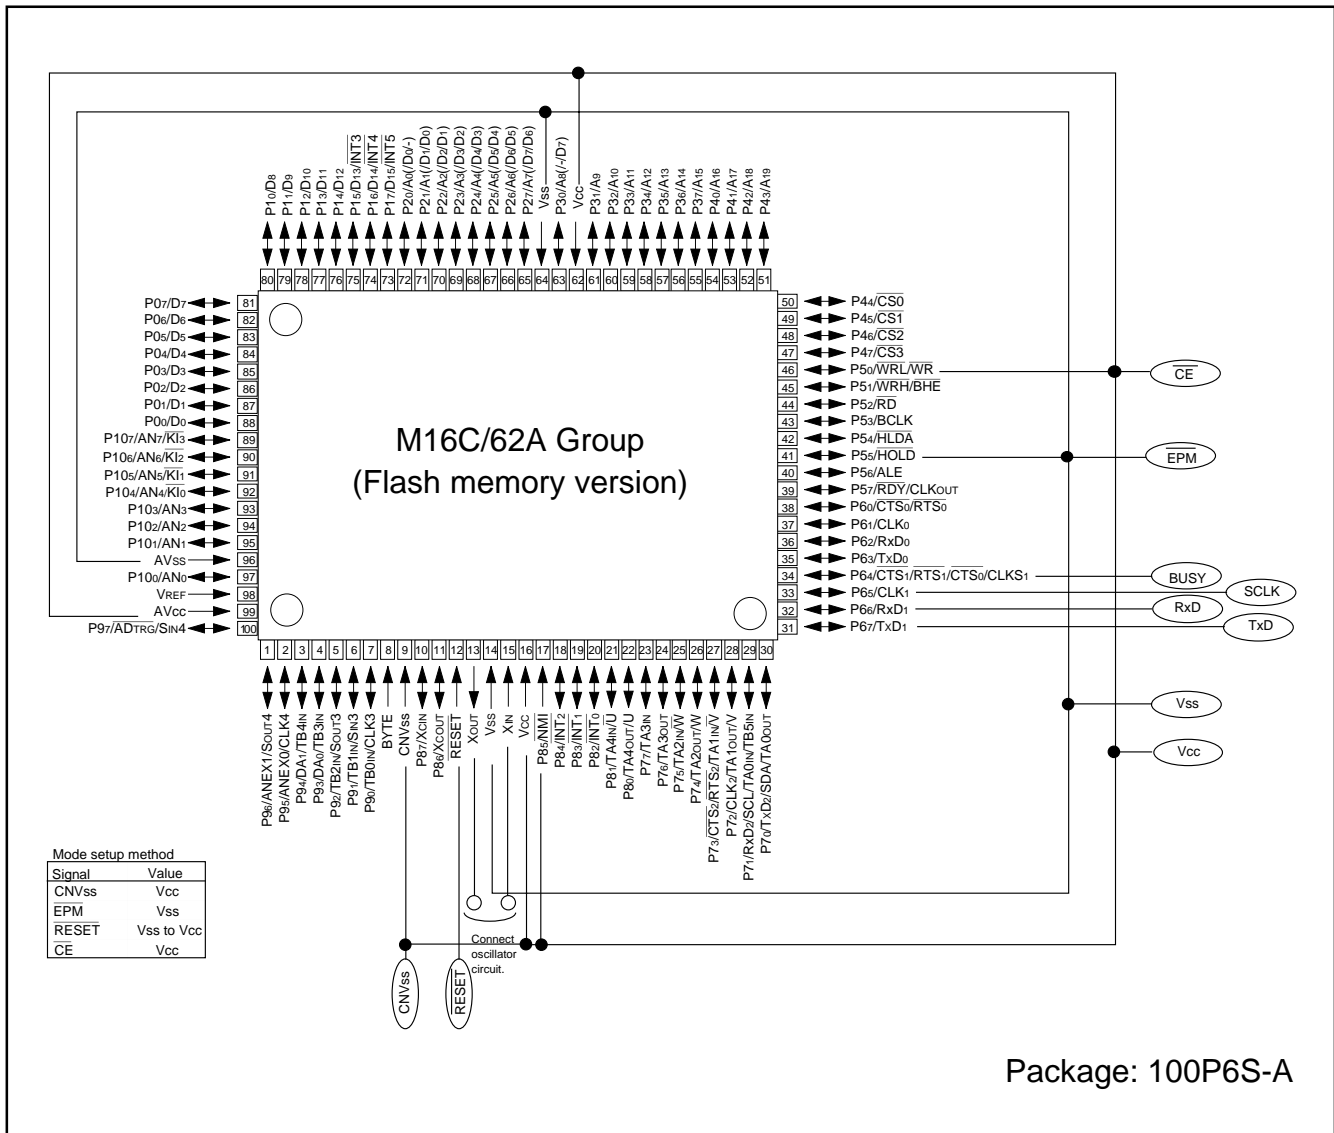 P10/D8
P11/D9
P12/D10
P13/D11
P14/D12
P15/D13/INT3
P16/D14/INT4
P17/D15/INT5
P20/A0(/D0/-)
P21/A1(/D1/D0)
P22/A2(/D2/D1)
P23/A3(/D3/D2)
P24/A4(/D4/D3)
P25/A5(/D5/D4)
P26/A6(/D6/D5)
P27/A7(/D7/D6)
Vss
P30/A8(/-/D7)
Vcc
P31/A9
P32/A10
P33/A11
P34/A12
P35/A13
P36/A14
P37/A15
P40/A16
P41/A17
P42/A18
P43/A19
80 79 78 77 76 75 74 73 72 71 70 69 68 67 66 65 64 63 62 61 60 59 58 57 56 55 54 53 52 51
P07/D7 81
P06/D6 82
P05/D5 83
P04/D4 84
P03/D3 85
P02/D2 86
P01/D1 87
P00/D0 88
P107/AN7/KI3 89
P106/AN6/KI2 90
P105/AN5/KI1 91
P104/AN4/KI0 92
P103/AN3 93
P102/AN2 94
P101/AN1 95
AVSS 96
P100/AN0 97
VREF 98
AVcc 99
P97/ADTRG/SIN4 100
M16C/62A Group
(Flash memory version)
50 P44/CS0
49 P45/CS1
48 P46/CS2
47 P47/CS3
46 P50/WRL/WR
45 P51/WRH/BHE
44 P52/RD
43 P53/BCLK
42 P54/HLDA
41 P55/HOLD
40 P56/ALE
39 P57/RDY/CLKOUT
38 P60/CTS0/RTS0
37 P61/CLK0
36 P62/RxD0
35 P63/TXD0
34 P64/CTS1/RTS1/CTS0/CLKS1
33 P65/CLK1
32 P66/RxD1
31 P67/TXD1
CE
EPM
BUSY
SCLK
RxD
TxD
Vss
Vcc
1 2 3 4 5 6 7 8 9 10 11 12 13 14 15 16 17 18 19 20 21 22 23 24 25 26 27 28 29 30
P96/ANEX1/SOUT4
P95/ANEX0/CLK4
P94/DA1/TB4IN
P93/DA0/TB3IN
P92/TB2IN/SOUT3
P91/TB1IN/SIN3
P90/TB0IN/CLK3
BYTE
CNVss
P87/XCIN
P86/XCOUT
RESET
XOUT
VSS
XIN
VCC
P85/NMI
P84/INT2
P83/INT1
P82/INT0
P81/TA4IN/U
P80/TA4OUT/U
P77/TA3IN
P76/TA3OUT
P75/TA2IN/W
P74/TA2OUT/W
P73/CTS2/RTS2/TA1IN/V
P72/CLK2/TA1OUT/V
P71/RxD2/SCL/TA0IN/TB5IN
P70/TXD2/SDA/TA0OUT
Mode setup method
Signal Value
CNVss Vcc
EPM Vss
RESET Vss to Vcc
CE Vcc
Connect
oscillator
circuit.
CNVss
RESET
Package: 100P6S-A